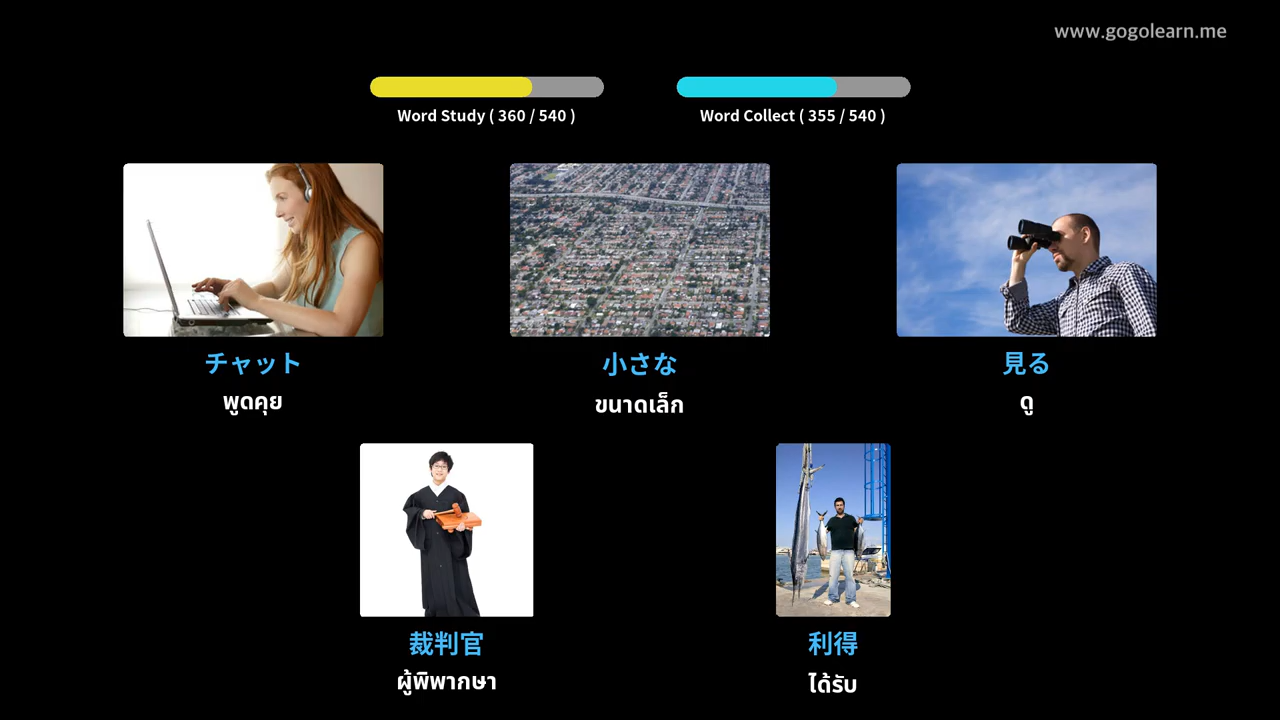 www.gogolearn.me
Word Study ( 360 / 540 )
Word Collect ( 355 / 540 )
チャット
พูดคุย
小さな
ขนาดเล็ก
見る
ดู
裁判官
ผู้พิพากษา
利得
ได้รับ